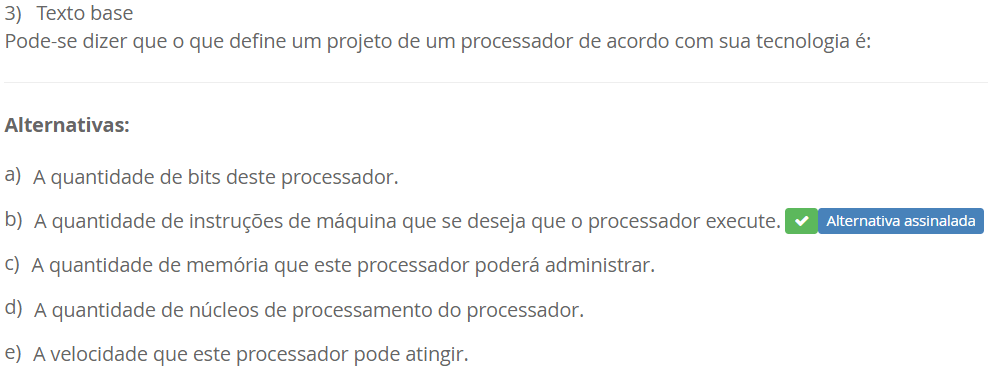 3) Texto base
Pode-se dizer que o que define um projeto de um processador de acordo com sua tecnologia é:
Alternativas:
a) A quantidade de bits deste processador.
b) A quantidade de instruções de máquina que se deseja que o processador execute. Alternativa assinalada
c) A quantidade de memória que este processador poderá administrar.
d) A quantidade de núcleos de processamento do processador.
e) A velocidade que este processador pode atingir.